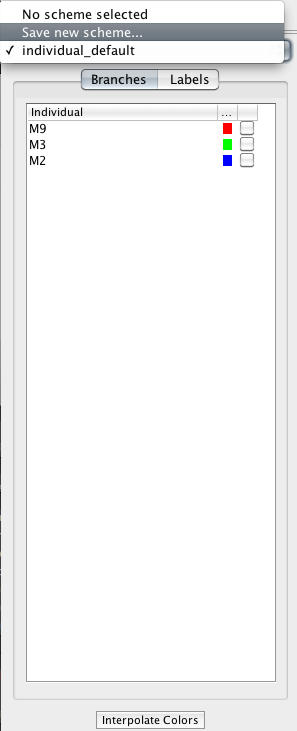 No scheme selected
Save new scheme...
✓ individual_default
Branches Labels
Individual ...
M9
M3
M2
Interpolate Colors